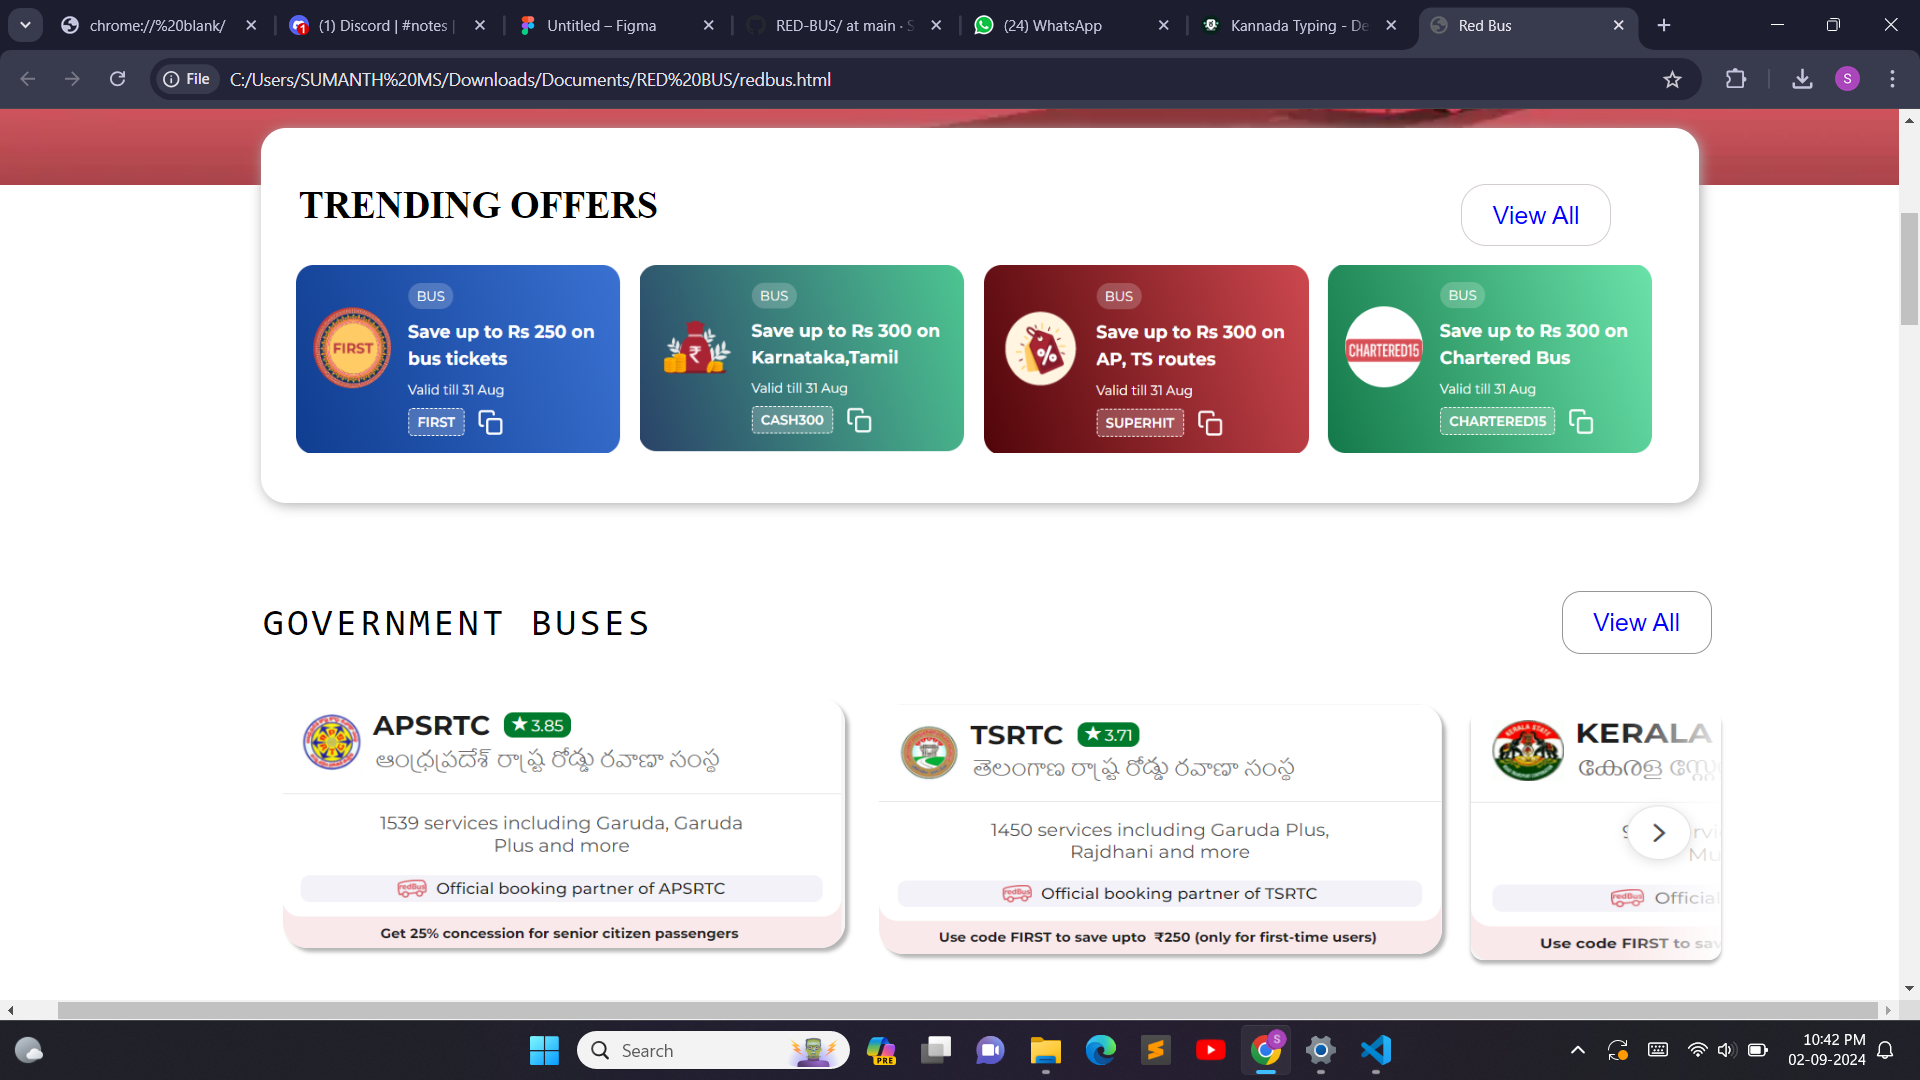 chrome://%20blank/
(1) Discord | #notes |
Untitled – Figma
RED-BUS/ at main · S
(24) WhatsApp
Kannada Typing - De
Red Bus
File
C:/Users/SUMANTH%20MS/Downloads/Documents/RED%20BUS/redbus.html
S
TRENDING OFFERS
View All
BUS
Save up to Rs 250 on
bus tickets
Valid till 31 Aug
FIRST
FIRST
BUS
Save up to Rs 300 on
Karnataka,Tamil
Valid till 31 Aug
CASH300
BUS
Save up to Rs 300 on
AP, TS routes
Valid till 31 Aug
SUPERHIT
BUS
Save up to Rs 300 on
Chartered Bus
Valid till 31 Aug
CHARTERED15
CHARTERED15
GOVERNMENT BUSES
View All
APSRTC ★ 3.85
ఆంధ్రప్రదేశ్ రాష్ట్ర రోడ్డు రవాణా సంస్థ
1539 services including Garuda, Garuda
Plus and more
redBus Official booking partner of APSRTC
Get 25% concession for senior citizen passengers
TSRTC ★ 3.71
తెలంగాణ రాష్ట్ర రోడ్డు రవాణా సంస్థ
1450 services including Garuda Plus,
Rajdhani and more
redBus Official booking partner of TSRTC
Use code FIRST to save upto ₹250 (only for first-time users)
KERALA
കേരള സ്റ്റേ
redBus Official
Use code FIRST to sav
Search
PRE
S
10:42 PM
02-09-2024